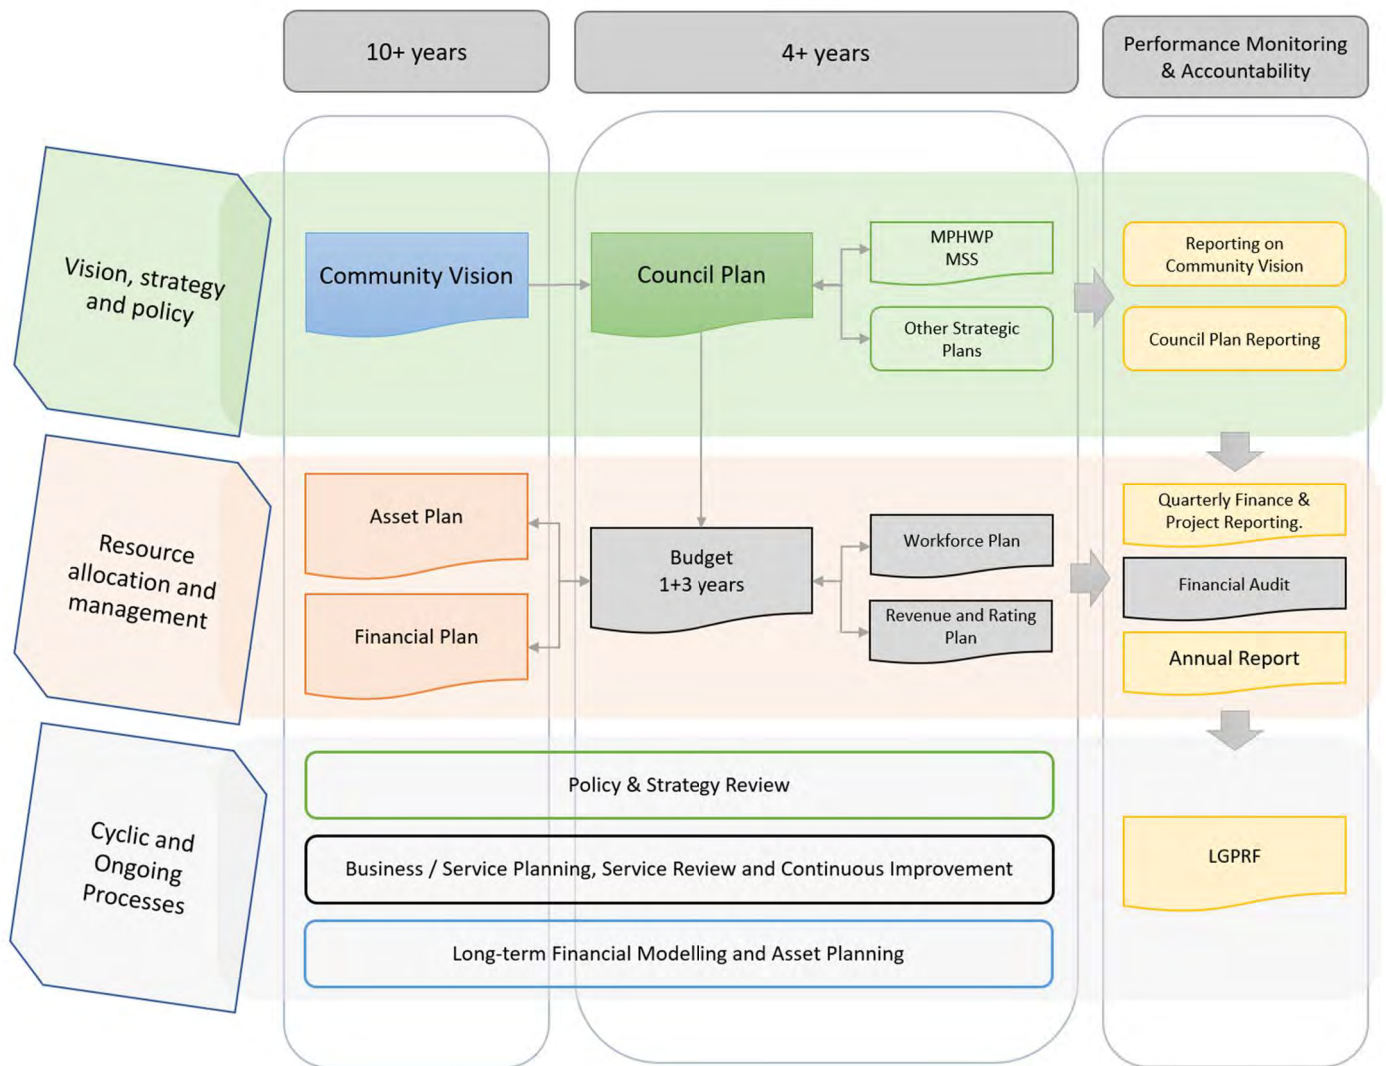 10+ years
4+ years
Performance Monitoring
& Accountability
Vision, strategy
and policy
Community Vision
Council Plan
MPHWP
MSS
Other Strategic
Plans
Reporting on
Community Vision
Council Plan Reporting
Resource
allocation and
management
Asset Plan
Financial Plan
Budget
1+3 years
Workforce Plan
Revenue and Rating
Plan
Quarterly Finance &
Project Reporting.
Financial Audit
Annual Report
Cyclic and
Ongoing
Processes
Policy & Strategy Review
Business / Service Planning, Service Review and Continuous Improvement
Long-term Financial Modelling and Asset Planning
LGPRF